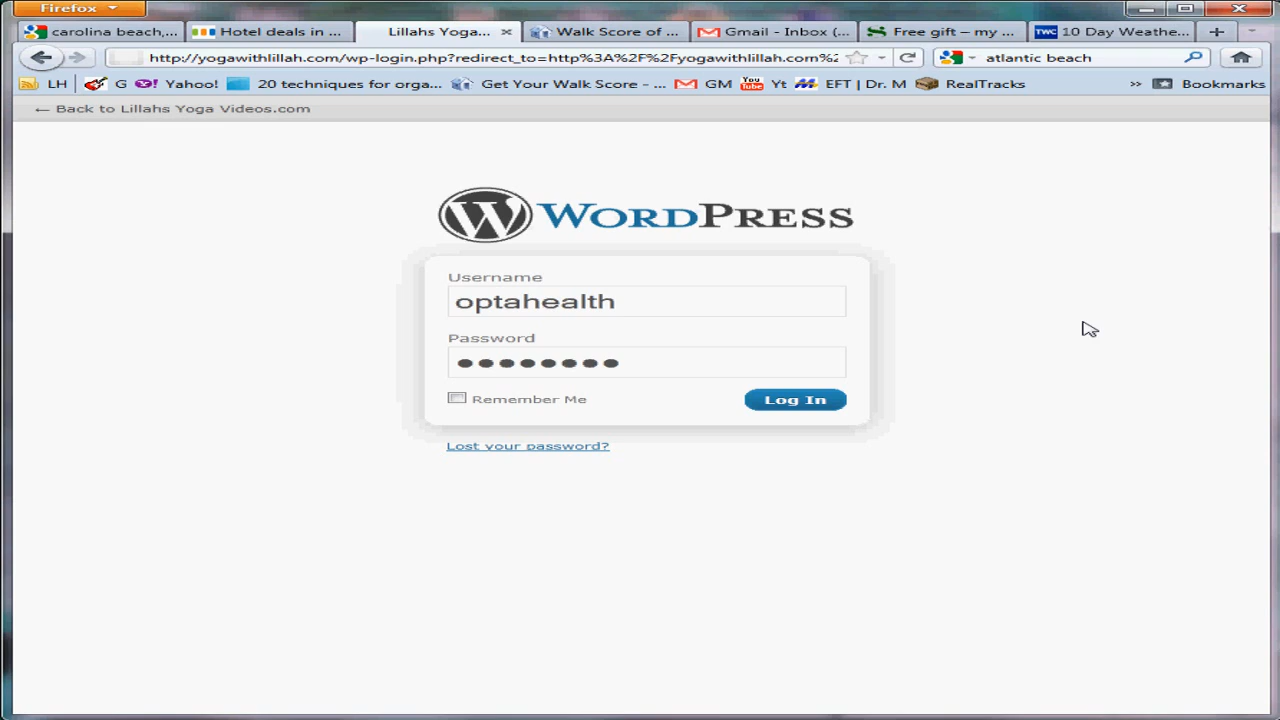 Firefox
carolina beach,...
Hotel deals in ...
Lillahs Yoga... ×
Walk Score of ...
Gmail - Inbox (...
Free gift – my ...
TWC 10 Day Weathe...
http://yogawithlillah.com/wp-login.php?redirect_to=http%3A%2F%2Fyogawithlillah.com%2
atlantic beach
LH
G
Yahoo!
20 techniques for orga...
Get Your Walk Score - ...
GM
You Tube Yt
EFT | Dr. M
RealTracks
»
Bookmarks
← Back to Lillahs Yoga Videos.com
W WORDPRESS
Username
optahealth
Password
●●●●●●●●
Remember Me
Log In
Lost your password?